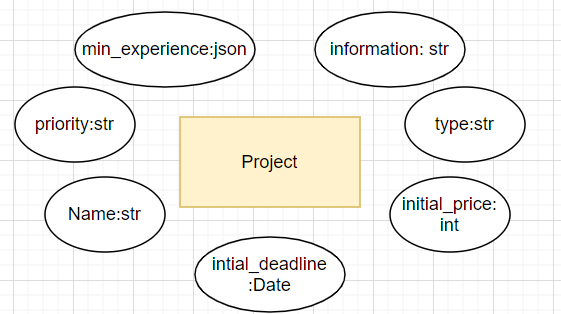 min_experience:json
information: str
priority:str
type:str
Project
Name:str
initial_price:
int
intial_deadline
:Date